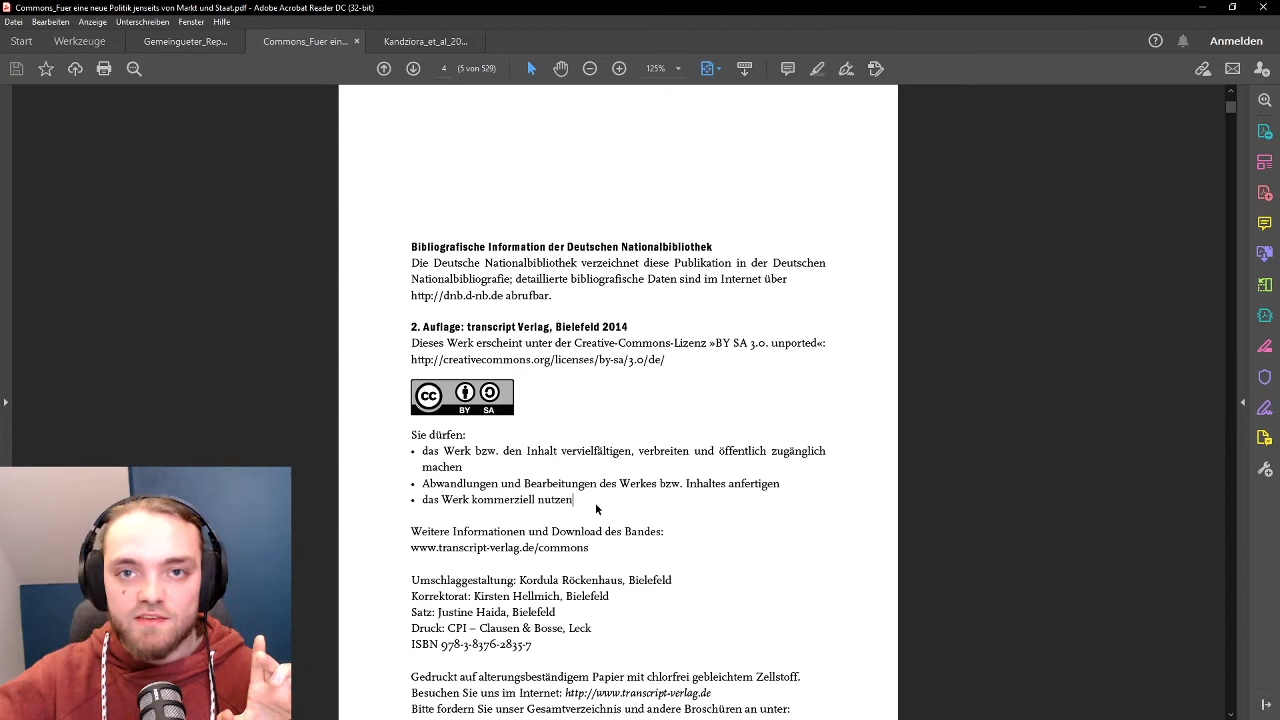 Commons_Fuer eine neue Politik jenseits von Markt und Staat.pdf - Adobe Acrobat Reader DC (32-bit)
Datei Bearbeiten Anzeige Unterschreiben Fenster Hilfe
Start Werkzeuge Gemeingueter_Rep... Commons_Fuer ein... × Kandziora_et_al_20... Anmelden
4 (5 von 529) 125%
Bibliografische Information der Deutschen Nationalbibliothek
Die Deutsche Nationalbibliothek verzeichnet diese Publikation in der Deutschen
Nationalbibliografie; detaillierte bibliografische Daten sind im Internet über
http://dnb.d-nb.de abrufbar.
2. Auflage: transcript Verlag, Bielefeld 2014
Dieses Werk erscheint unter der Creative-Commons-Lizenz »BY SA 3.0. unported«:
http://creativecommons.org/licenses/by-sa/3.0/de/
CC
BY SA
Sie dürfen:
• das Werk bzw. den Inhalt vervielfältigen, verbreiten und öffentlich zugänglich
machen
• Abwandlungen und Bearbeitungen des Werkes bzw. Inhaltes anfertigen
• das Werk kommerziell nutzen
Weitere Informationen und Download des Bandes:
www.transcript-verlag.de/commons
Umschlaggestaltung: Kordula Röckenhaus, Bielefeld
Korrektorat: Kirsten Hellmich, Bielefeld
Satz: Justine Haida, Bielefeld
Druck: CPI – Clausen & Bosse, Leck
ISBN 978-3-8376-2835-7
Gedruckt auf alterungsbeständigem Papier mit chlorfrei gebleichtem Zellstoff.
Besuchen Sie uns im Internet: http://www.transcript-verlag.de
Bitte fordern Sie unser Gesamtverzeichnis und andere Broschüren an unter: